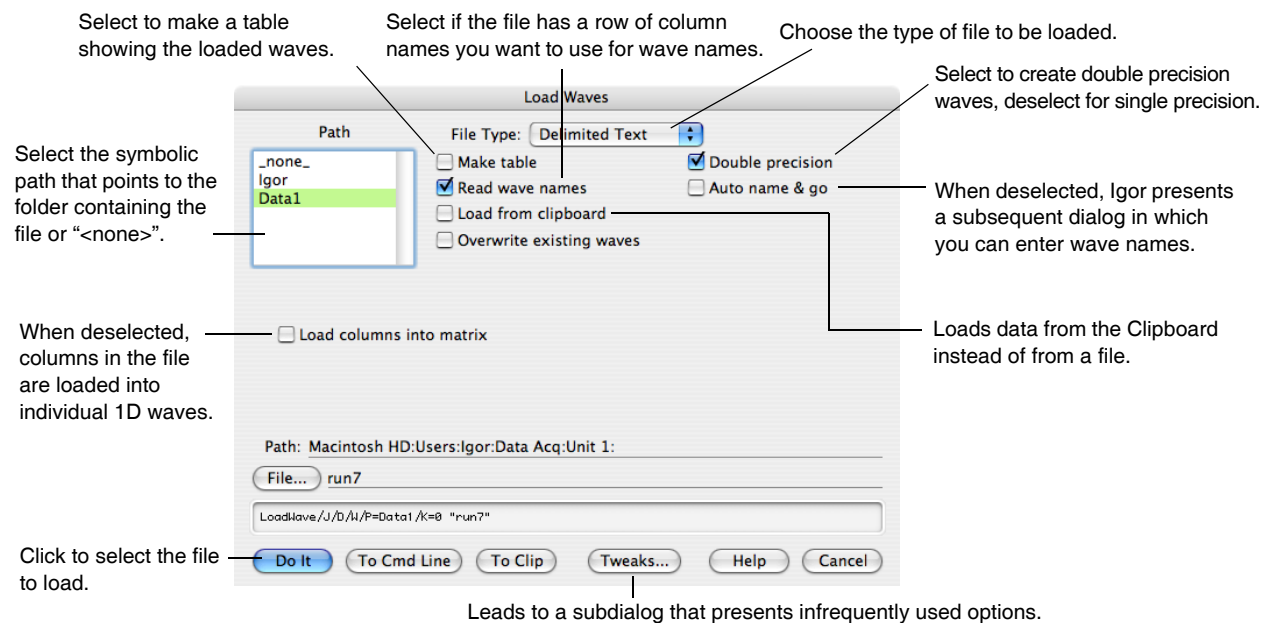 Select to make a table
showing the loaded waves.
Select if the file has a row of column
names you want to use for wave names.
Choose the type of file to be loaded.
Select to create double precision
waves, deselect for single precision.
Load Waves
Path
File Type: Delimited Text
Select the symbolic
path that points to the
folder containing the
file or “<none>”.
_none_
Igor
Data1
Make table
Double precision
Read wave names
Auto name & go
Load from clipboard
Overwrite existing waves
When deselected, Igor presents
a subsequent dialog in which
you can enter wave names.
When deselected,
columns in the file
are loaded into
individual 1D waves.
Load columns into matrix
Loads data from the Clipboard
instead of from a file.
Path: Macintosh HD:Users:Igor:Data Acq:Unit 1:
File... run7
LoadWave/J/D/W/P=Data1/K=0 "run7"
Click to select the file
to load.
Do It To Cmd Line To Clip Tweaks... Help Cancel
Leads to a subdialog that presents infrequently used options.